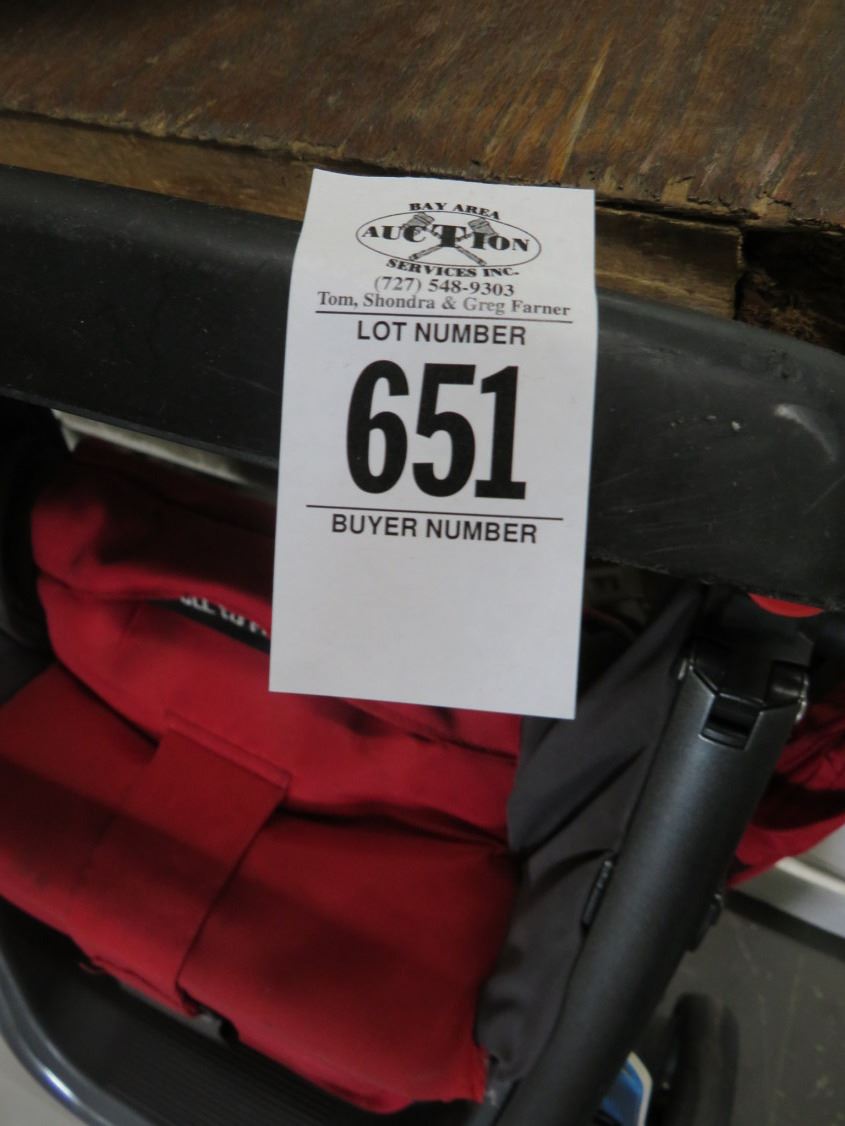 BAY AREA
AUCTION
SERVICES INC.
(727) 548-9303
Tom, Shondra & Greg Farner
LOT NUMBER
651
BUYER NUMBER